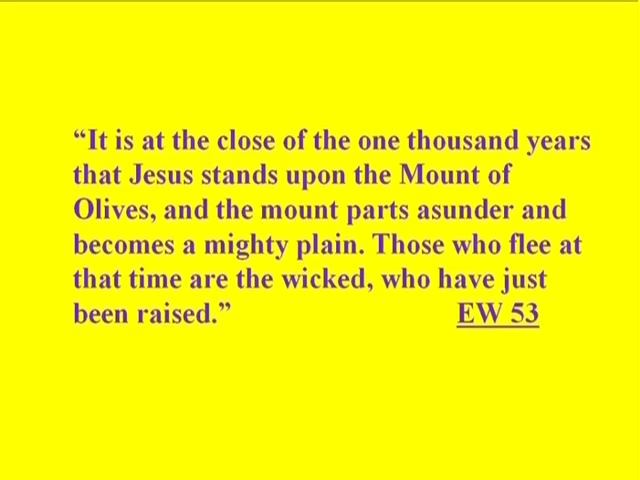 “It is at the close of the one thousand years
that Jesus stands upon the Mount of
Olives, and the mount parts asunder and
becomes a mighty plain. Those who flee at
that time are the wicked, who have just
been raised.” EW 53